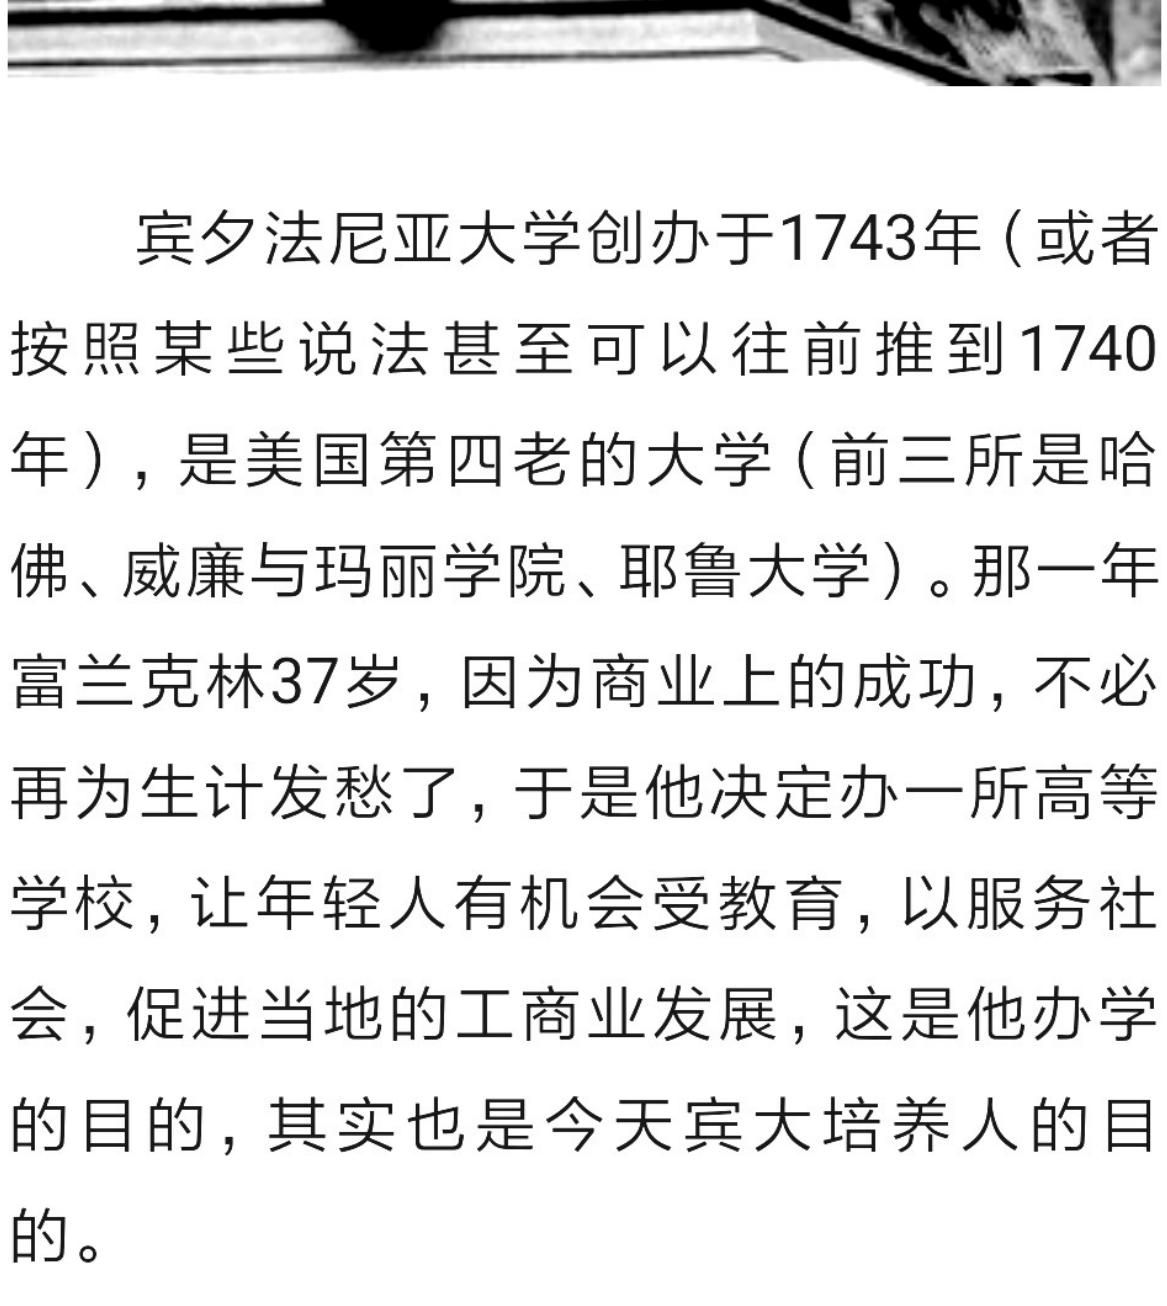 宾夕法尼亚大学创办于1743年（或者
按照某些说法甚至可以往前推到1740
年），是美国第四老的大学（前三所是哈
佛、威廉与玛丽学院、耶鲁大学）。那一年
富兰克林37岁，因为商业上的成功，不必
再为生计发愁了，于是他决定办一所高等
学校，让年轻人有机会受教育，以服务社
会，促进当地的工商业发展，这是他办学
的目的，其实也是今天宾大培养人的目
的。